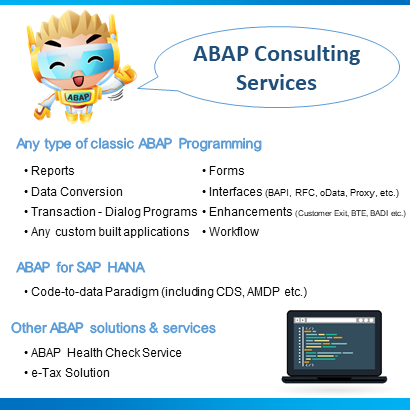 ABAP Consulting
Services
ABAP
Any type of classic ABAP Programming
• Reports
• Forms
• Data Conversion
• Interfaces (BAPI, RFC, oData, Proxy, etc.)
• Transaction - Dialog Programs
• Enhancements (Customer Exit, BTE, BADI etc.)
• Any custom built applications
• Workflow
ABAP for SAP HANA
• Code-to-data Paradigm (including CDS, AMDP etc.)
Other ABAP solutions & services
• ABAP Health Check Service
• e-Tax Solution